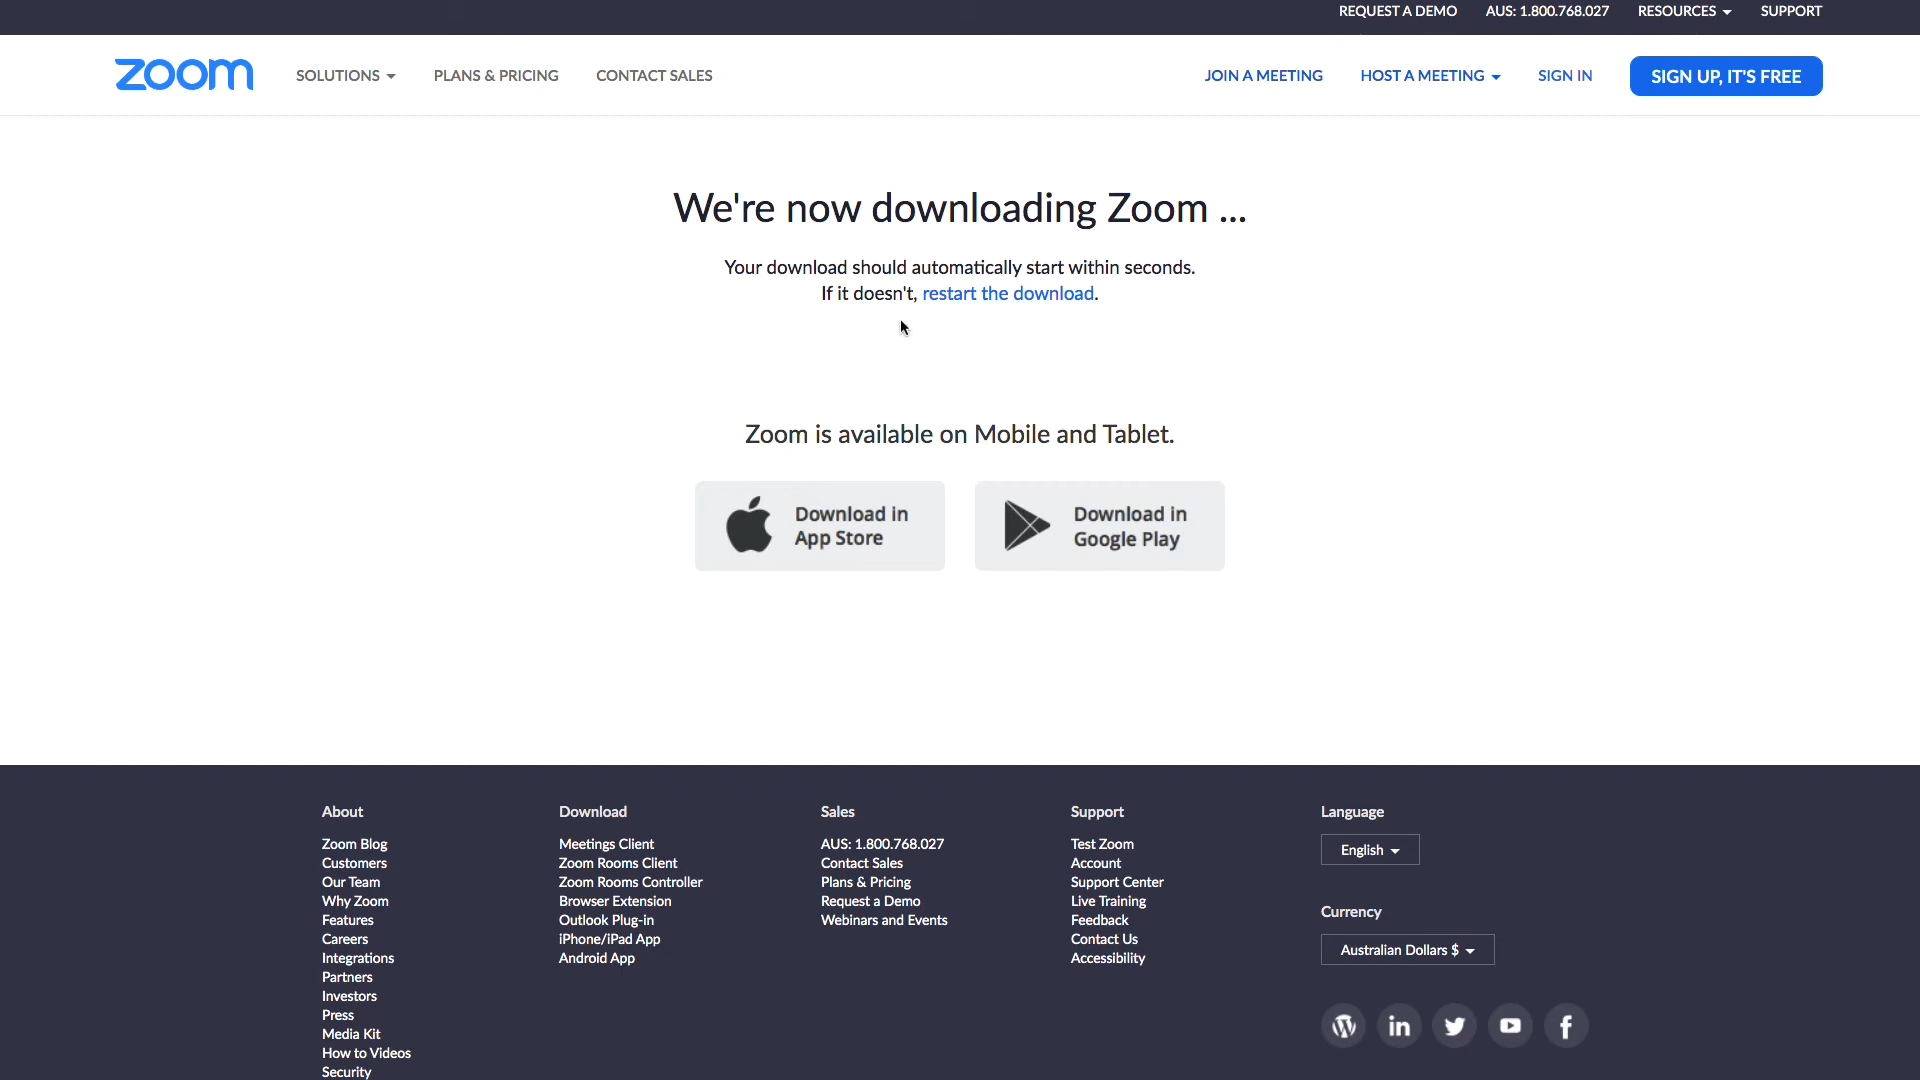 REQUEST A DEMO
AUS: 1.800.768.027
RESOURCES
SUPPORT
zoom
SOLUTIONS
PLANS & PRICING
CONTACT SALES
JOIN A MEETING
HOST A MEETING
SIGN IN
SIGN UP, IT'S FREE
We're now downloading Zoom ...
Your download should automatically start within seconds.
If it doesn't, restart the download.
Zoom is available on Mobile and Tablet.
Download in
App Store
Download in
Google Play
About
Zoom Blog
Customers
Our Team
Why Zoom
Features
Careers
Integrations
Partners
Investors
Press
Media Kit
How to Videos
Security
Download
Meetings Client
Zoom Rooms Client
Zoom Rooms Controller
Browser Extension
Outlook Plug-in
iPhone/iPad App
Android App
Sales
AUS: 1.800.768.027
Contact Sales
Plans & Pricing
Request a Demo
Webinars and Events
Support
Test Zoom
Account
Support Center
Live Training
Feedback
Contact Us
Accessibility
Language
English
Currency
Australian Dollars $